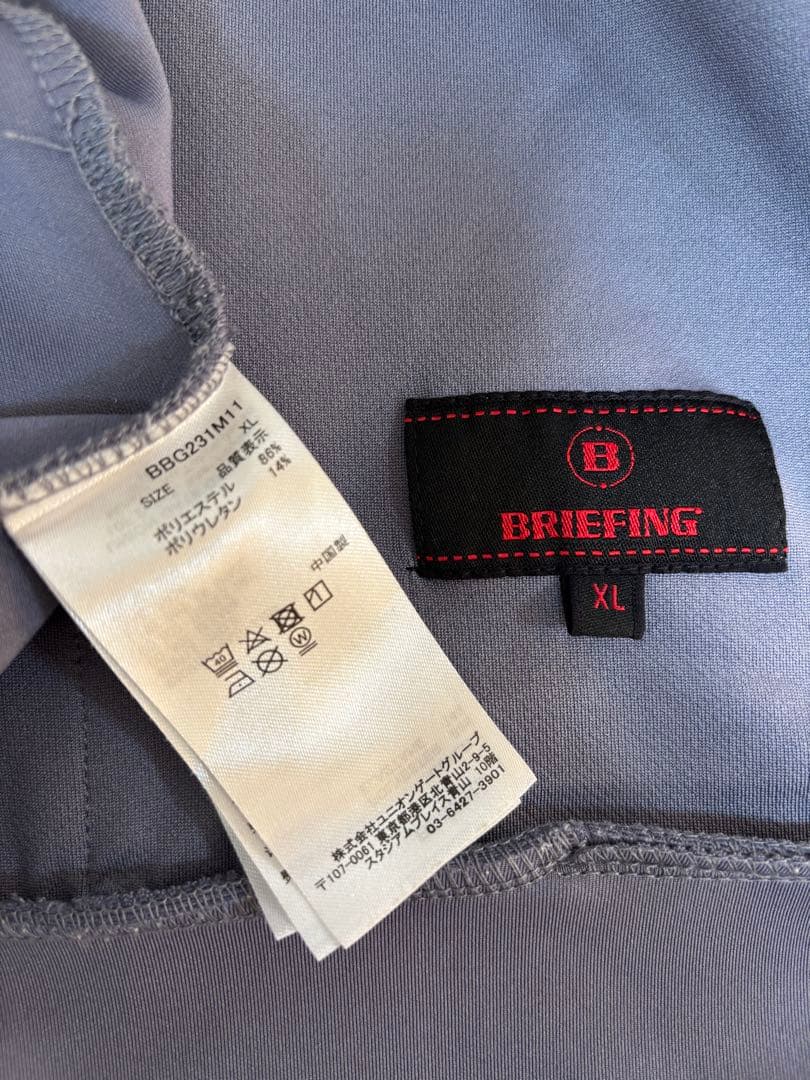 BBG231M11
SIZE XL
品質表示
ポリエステル 86%
ポリウレタン 14%
中国製
40
W
株式会社ユニオンゲートグループ
〒107-0061 東京都港区北青山2-9-5
スタジアムプレイス青山 10階
03-6427-3901
B
BRIEFING
XL